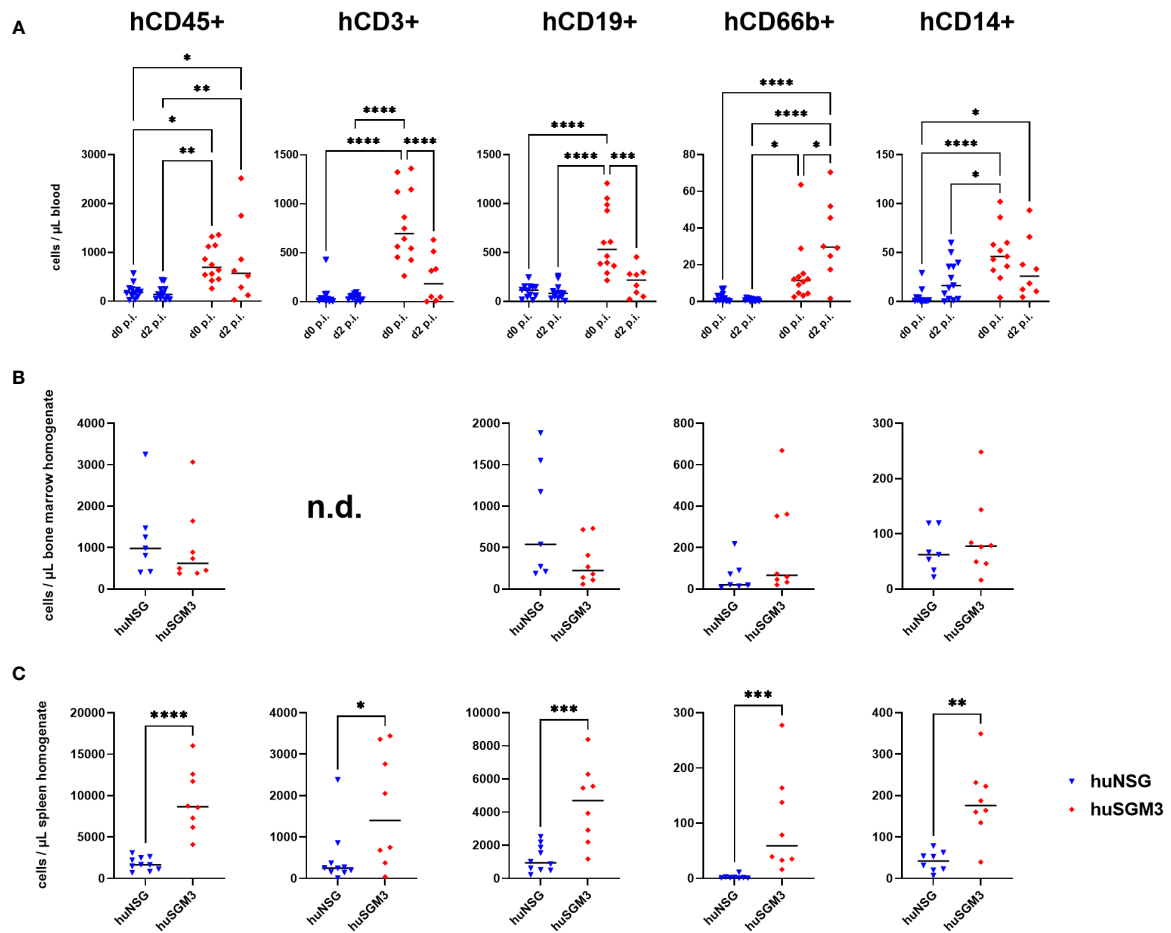 A
hCD45+ hCD3+ hCD19+ hCD66b+ hCD14+
cells / µL blood
* ** * **
3000
2000
1000
0
d0 p.i. d2 p.i. d0 p.i. d2 p.i.
**** **** ****
1500
1000
500
0
d0 p.i. d2 p.i. d0 p.i. d2 p.i.
**** **** ***
1500
1000
500
0
d0 p.i. d2 p.i. d0 p.i. d2 p.i.
**** **** * *
80
60
40
20
0
d0 p.i. d2 p.i. d0 p.i. d2 p.i.
* **** *
150
100
50
0
d0 p.i. d2 p.i. d0 p.i. d2 p.i.
B
cells / µL bone marrow homogenate
4000
3000
2000
1000
0
huNSG huSGM3
n.d.
2000
1500
1000
500
0
huNSG huSGM3
800
600
400
200
0
huNSG huSGM3
300
200
100
0
huNSG huSGM3
C
cells / µL spleen homogenate
****
20000
15000
10000
5000
0
huNSG huSGM3
*
4000
3000
2000
1000
0
huNSG huSGM3
***
10000
8000
6000
4000
2000
0
huNSG huSGM3
***
300
200
100
0
huNSG huSGM3
**
400
300
200
100
0
huNSG huSGM3
huNSG
huSGM3